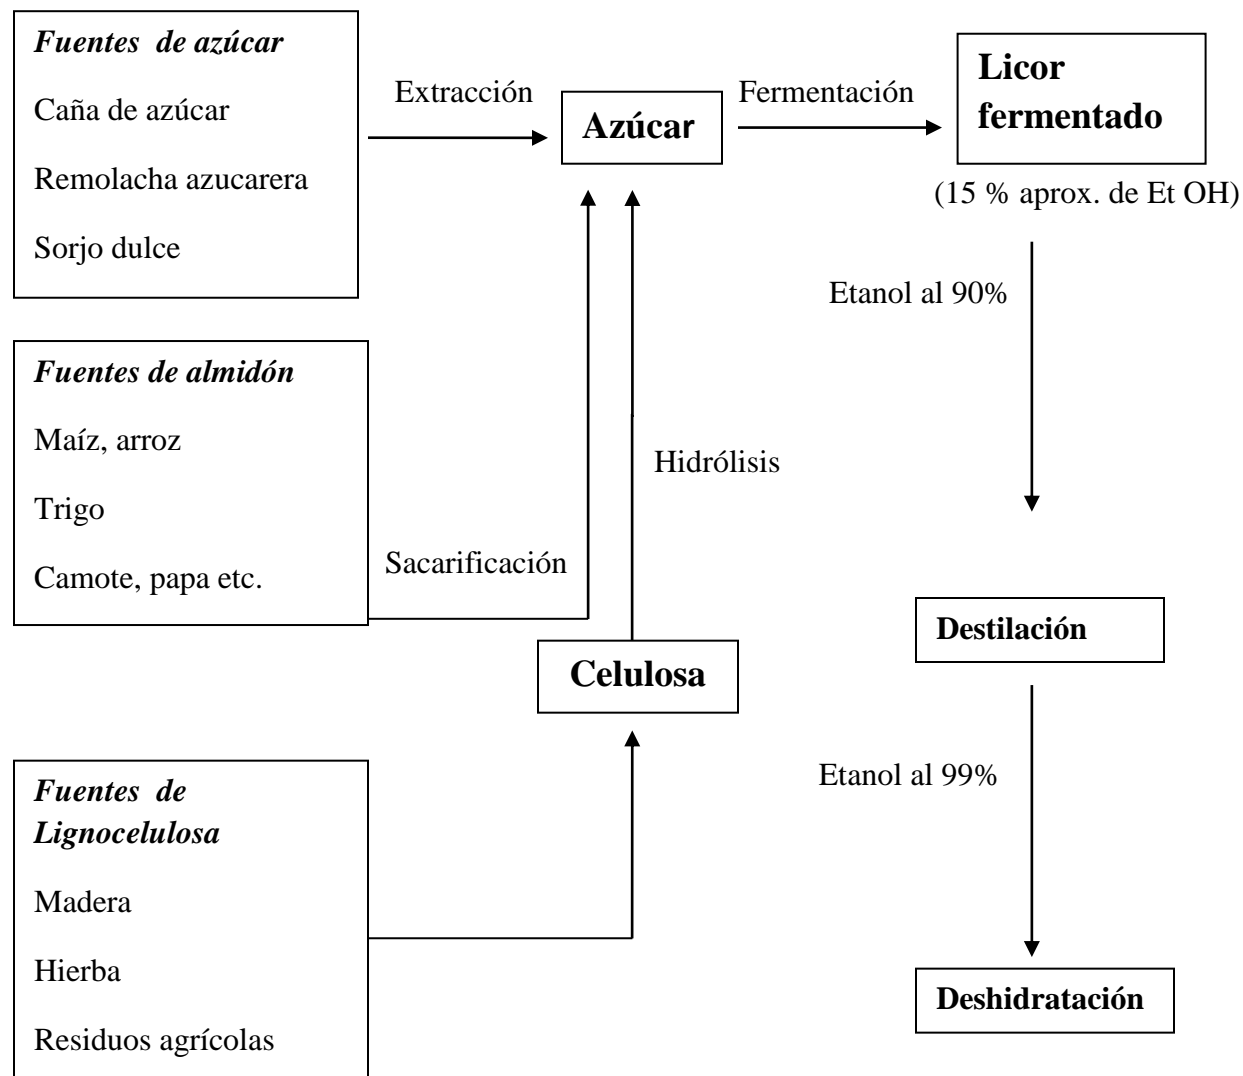 Fuentes de azúcar
Caña de azúcar
Remolacha azucarera
Sorjo dulce
Extracción
Azúcar
Fermentación
Licor
fermentado
(15 % aprox. de Et OH)
Etanol al 90%
Fuentes de almidón
Maíz, arroz
Trigo
Camote, papa etc.
Sacarificación
Hidrólisis
Destilación
Celulosa
Etanol al 99%
Fuentes de
Lignocelulosa
Madera
Hierba
Residuos agrícolas
Deshidratación